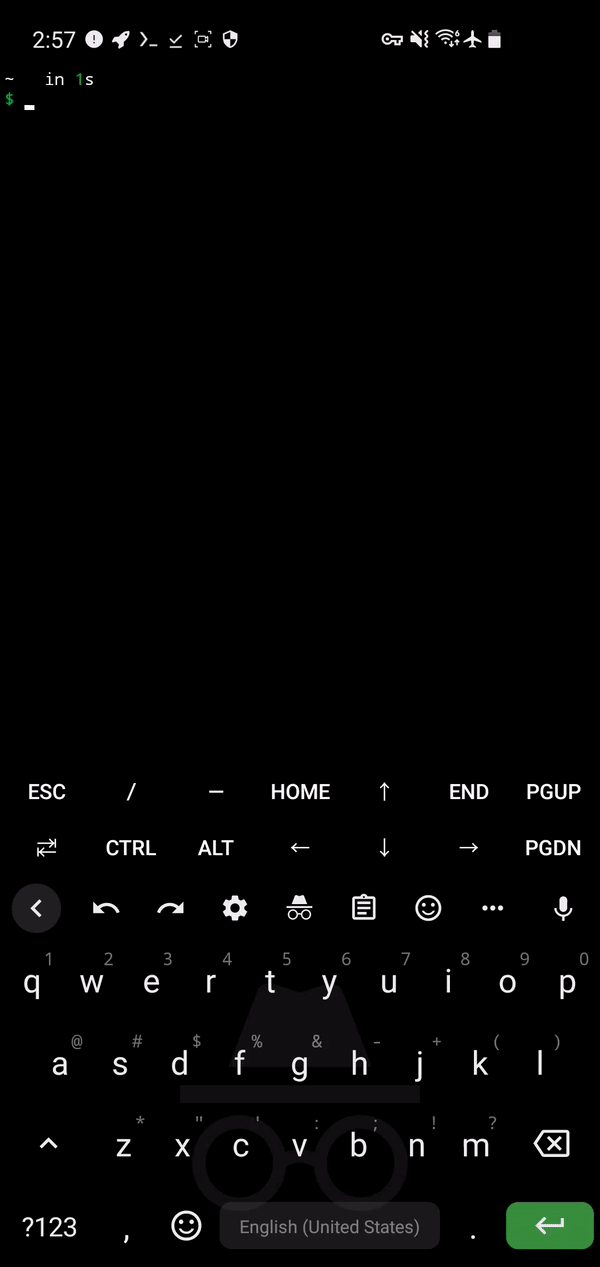 2:57
~ in 1s
$
ESC / — HOME ↑ END PGUP
⇄ CTRL ALT ← ↓ → PGDN
1 2 3 4 5 6 7 8 9 0
q w e r t y u i o p
@ # $ % & - + ( )
a s d f g h j k l
* " ' : ; ! ?
z x c v b n m
?123 , English (United States) .